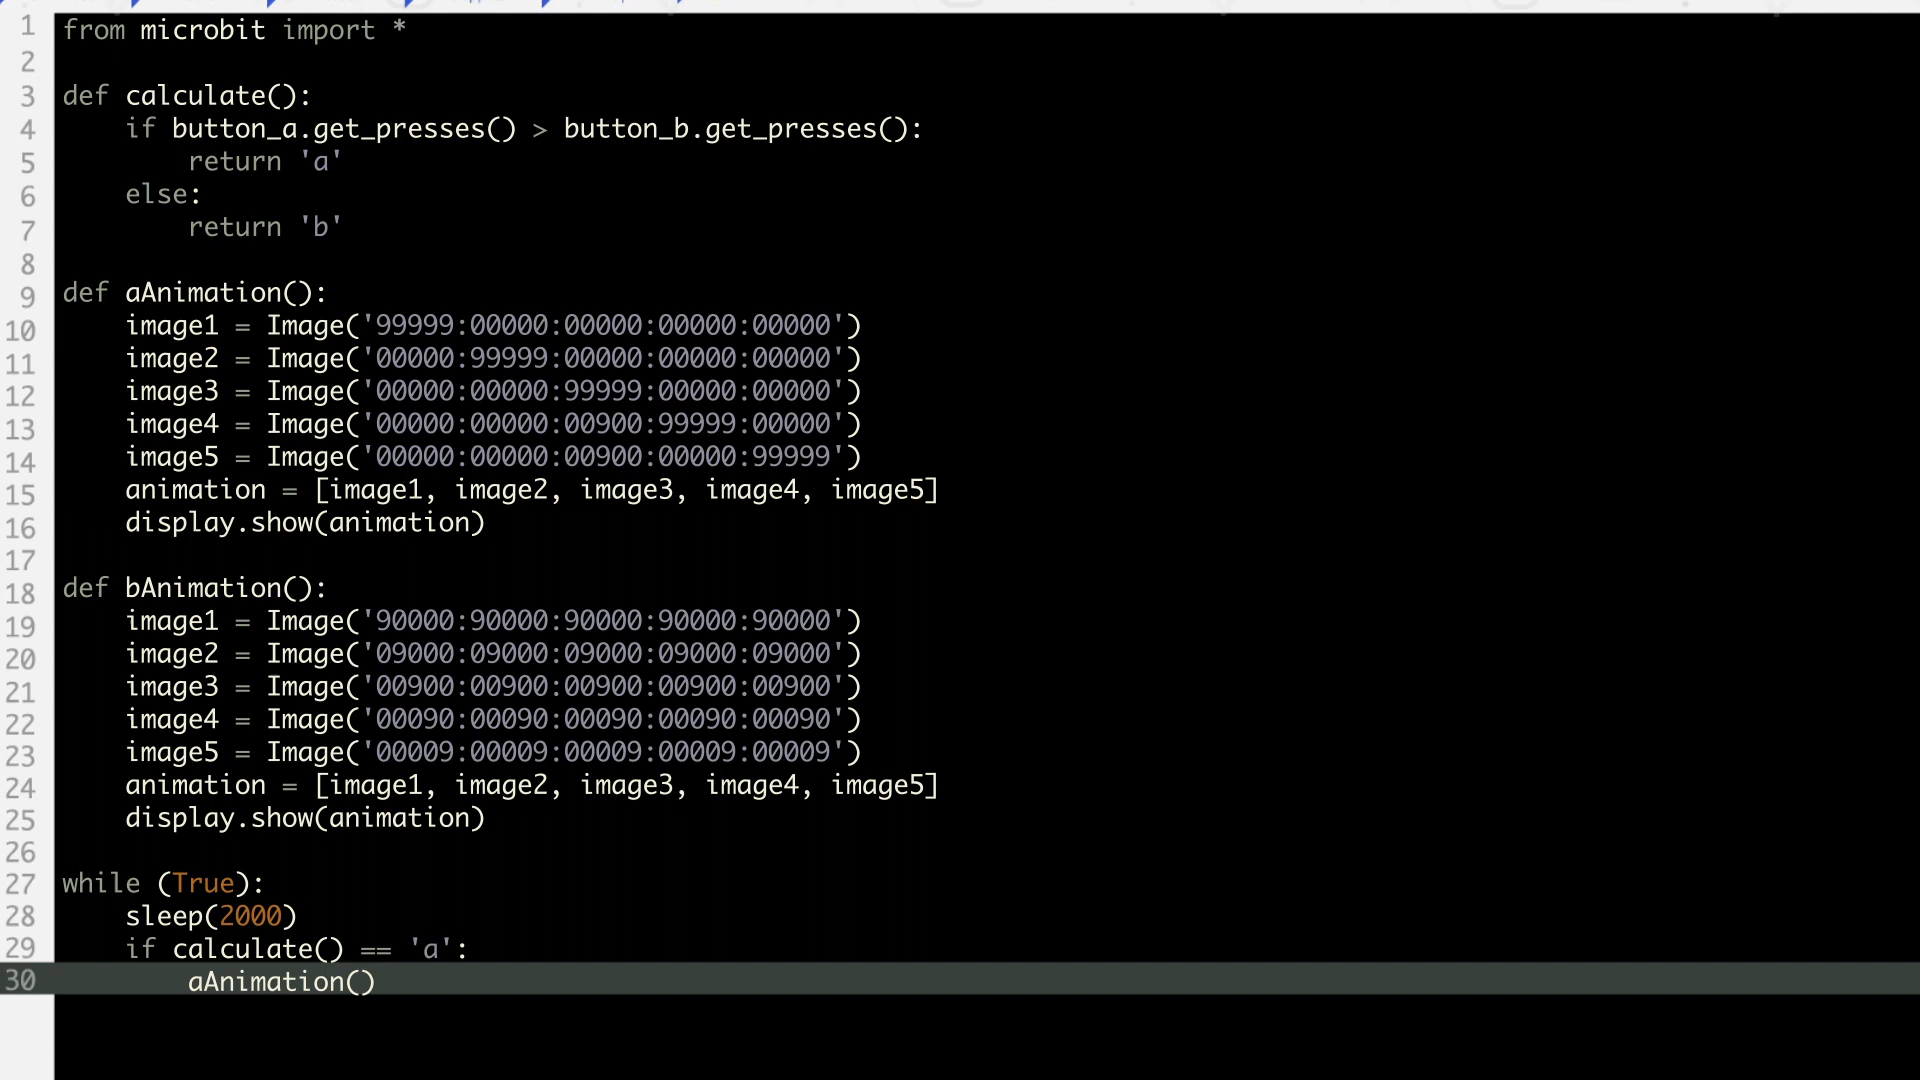 1 from microbit import *
2
3 def calculate():
4     if button_a.get_presses() > button_b.get_presses():
5         return 'a'
6     else:
7         return 'b'
8
9 def aAnimation():
10     image1 = Image('99999:00000:00000:00000:00000')
11     image2 = Image('00000:99999:00000:00000:00000')
12     image3 = Image('00000:00000:99999:00000:00000')
13     image4 = Image('00000:00000:00900:99999:00000')
14     image5 = Image('00000:00000:00900:00000:99999')
15     animation = [image1, image2, image3, image4, image5]
16     display.show(animation)
17
18 def bAnimation():
19     image1 = Image('90000:90000:90000:90000:90000')
20     image2 = Image('09000:09000:09000:09000:09000')
21     image3 = Image('00900:00900:00900:00900:00900')
22     image4 = Image('00090:00090:00090:00090:00090')
23     image5 = Image('00009:00009:00009:00009:00009')
24     animation = [image1, image2, image3, image4, image5]
25     display.show(animation)
26
27 while (True):
28     sleep(2000)
29     if calculate() == 'a':
30         aAnimation()